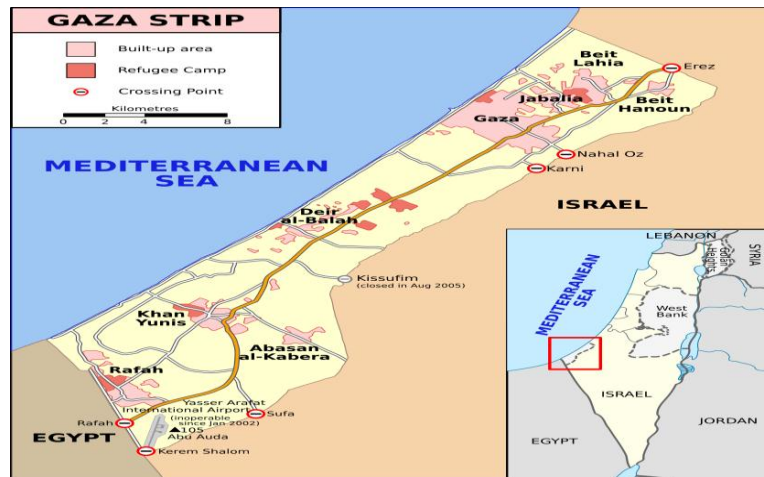 GAZA STRIP
Built-up area
Refugee Camp
Crossing Point
Kilometres
0 2 4 8
MEDITERRANEAN
SEA
Beit
Lahia
Erez
Jabalia
Beit
Hanoun
Gaza
Nahal Oz
Karni
ISRAEL
Deir
al-Balah
Kissufim
(closed in Aug 2005)
Khan
Yunis
Abasan
al-Kabera
Rafah
Yasser Arafat
International Airport
(inoperable
since Jan 2002)
Rafah
Sufa
EGYPT
105
Abu Auda
Kerem Shalom
LEBANON
SYRIA
Golan
Heights
MEDITERRANEAN
SEA
West
Bank
ISRAEL
JORDAN
EGYPT